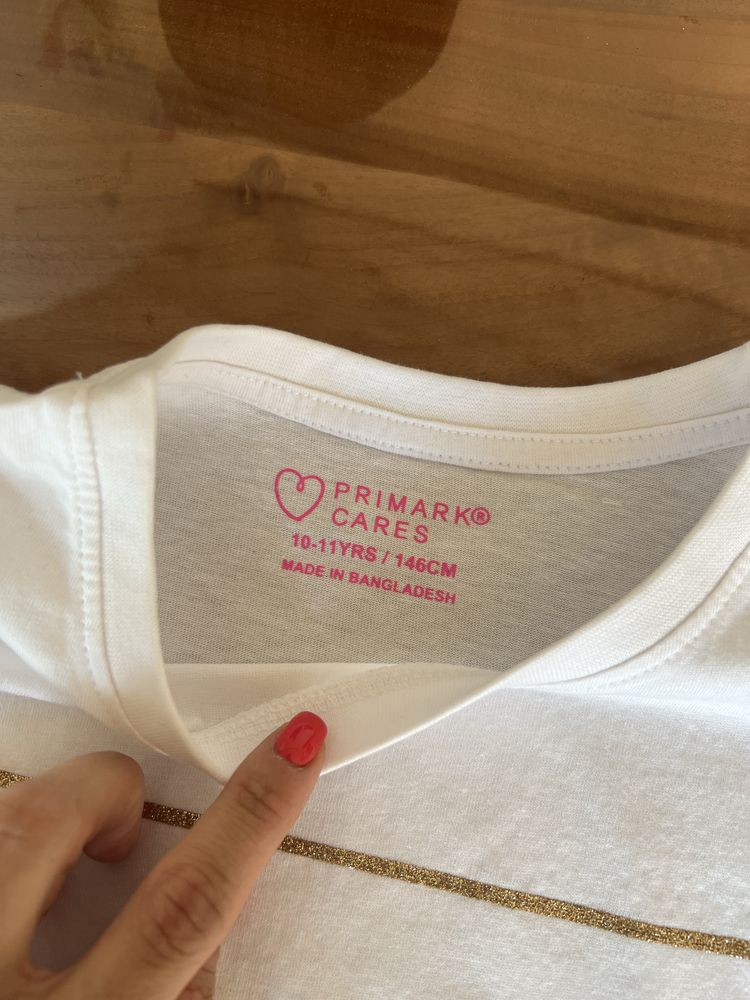 PRIMARK®
CARES
10-11YRS / 146CM
MADE IN BANGLADESH